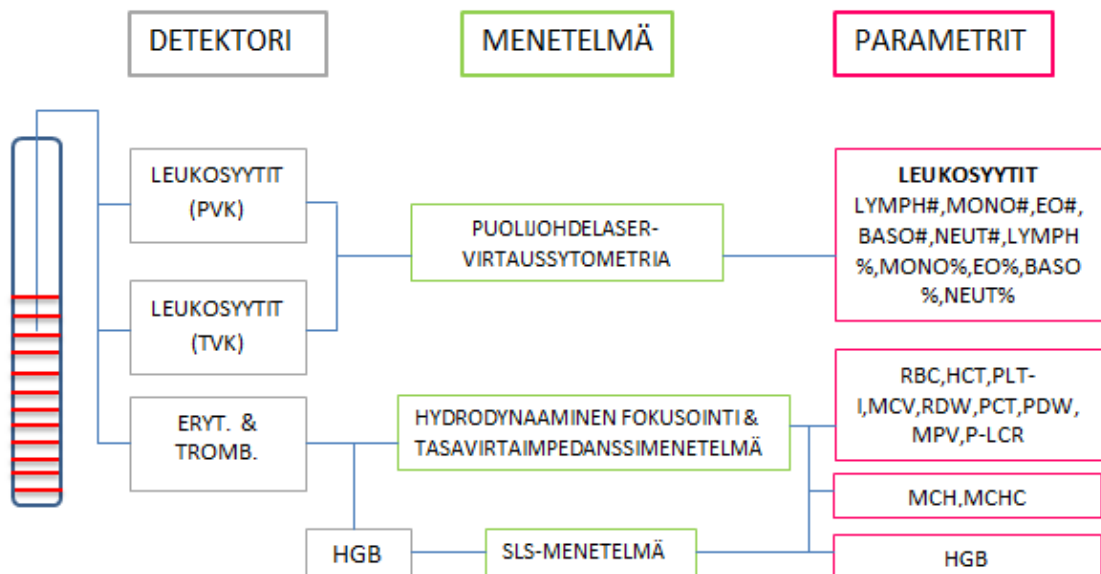 DETEKTORI
MENETELMÄ
PARAMETRIT
LEUKOSYYTIT
(PVK)
PUOLIJOHDELASER-
VIRTAUSSYTOMETRIA
LEUKOSYYTIT
LYMPH#,MONO#,EO#,
BASO#,NEUT#,LYMPH
%,MONO%,EO%,BASO
%,NEUT%
LEUKOSYYTIT
(TVK)
ERYT. &
TROMB.
HYDRODYNAAMINEN FOKUSOINTI &
TASAVIRTAIMPEDANSSIMENETELMÄ
RBC,HCT,PLT-
I,MCV,RDW,PCT,PDW,
MPV,P-LCR
MCH,MCHC
HGB
SLS-MENETELMÄ
HGB